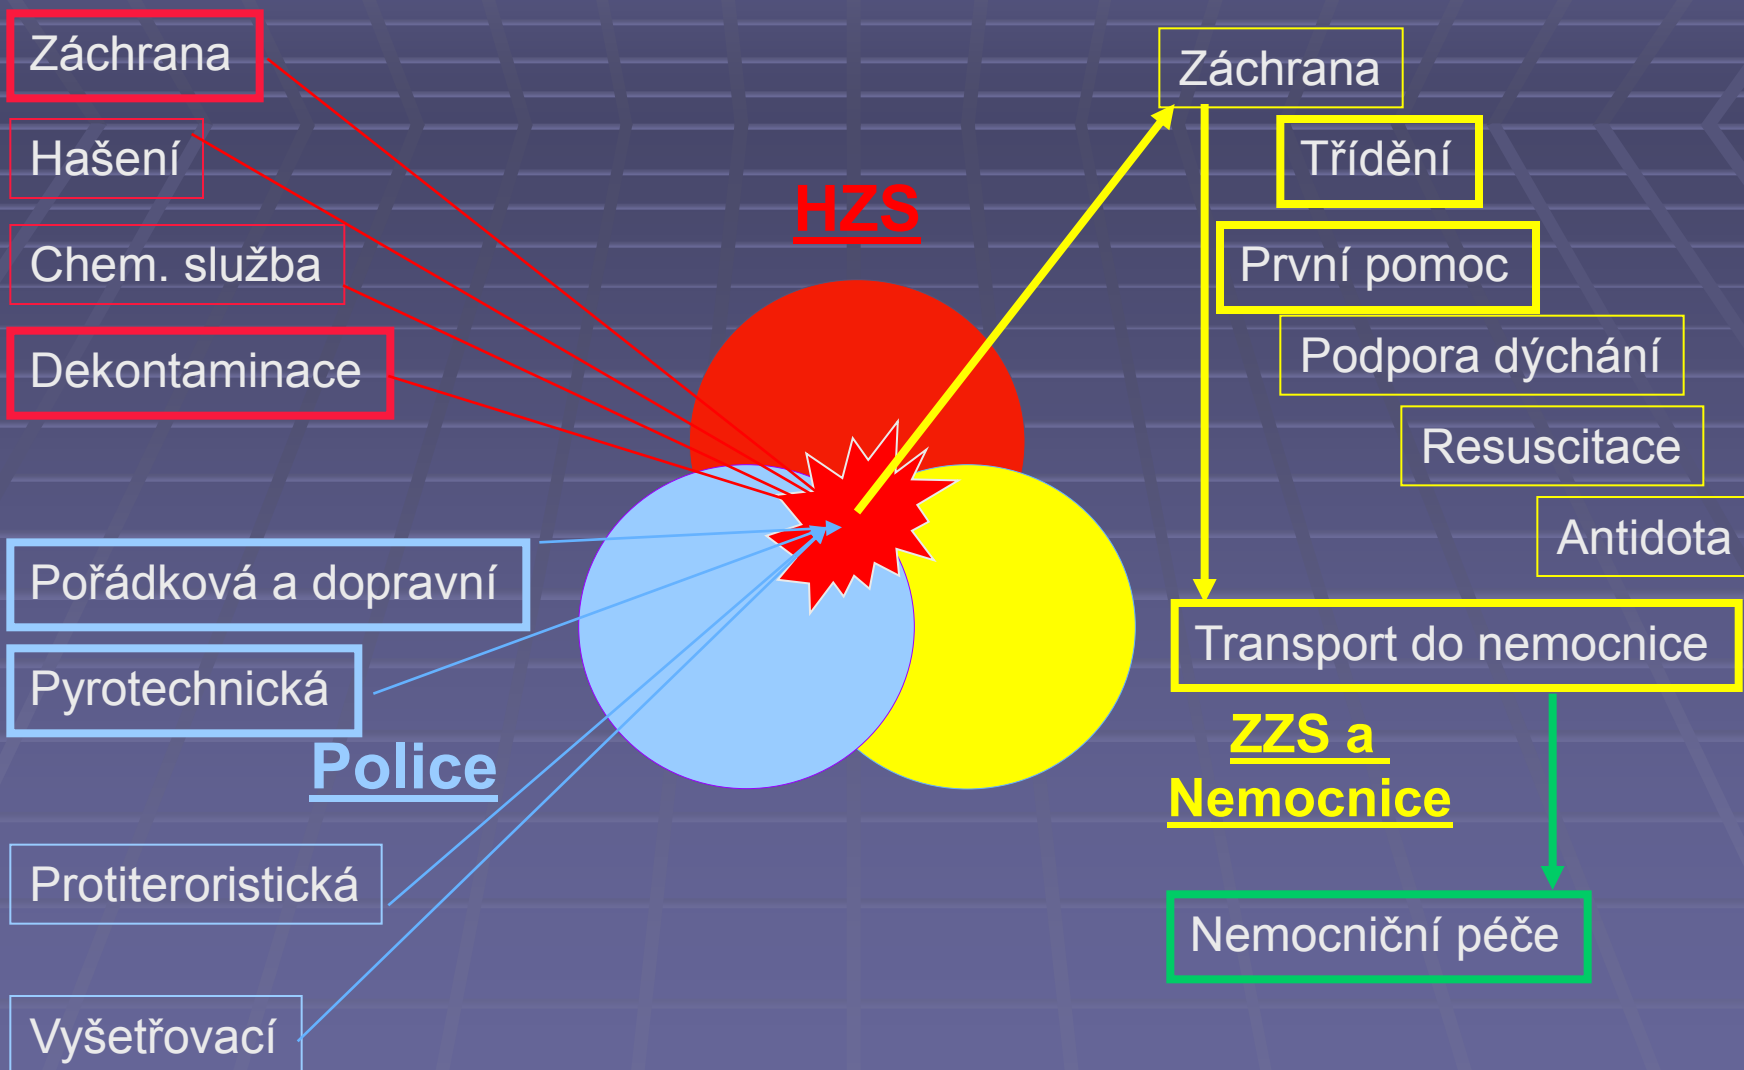 Záchrana
Hašení
Chem. služba
Dekontaminace
Pořádková a dopravní
Pyrotechnická
Police
Protiteroristická
Vyšetřovací
HZS
Záchrana
Třídění
První pomoc
Podpora dýchání
Resuscitace
Antidota
Transport do nemocnice
ZZS a
Nemocnice
Nemocniční péče